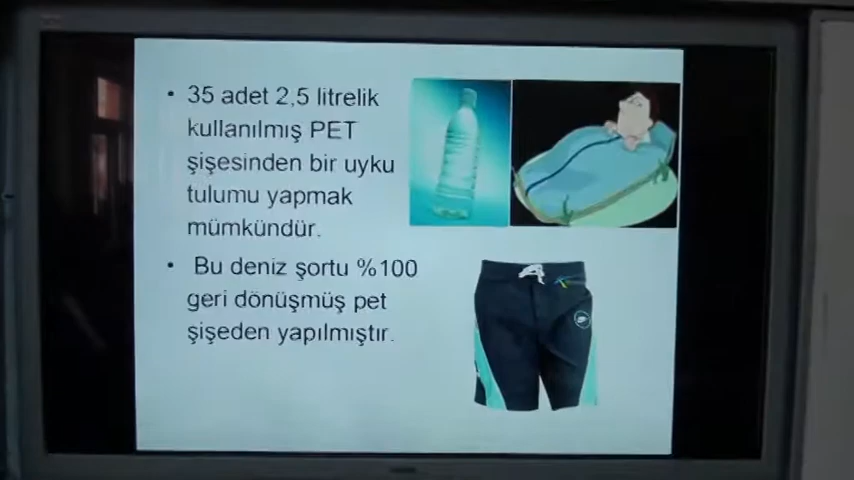 • 35 adet 2,5 litrelik
kullanılmış PET
şişesinden bir uyku
tulumu yapmak
mümkündür.
• Bu deniz şortu %100
geri dönüşmüş pet
şişeden yapılmıştır.